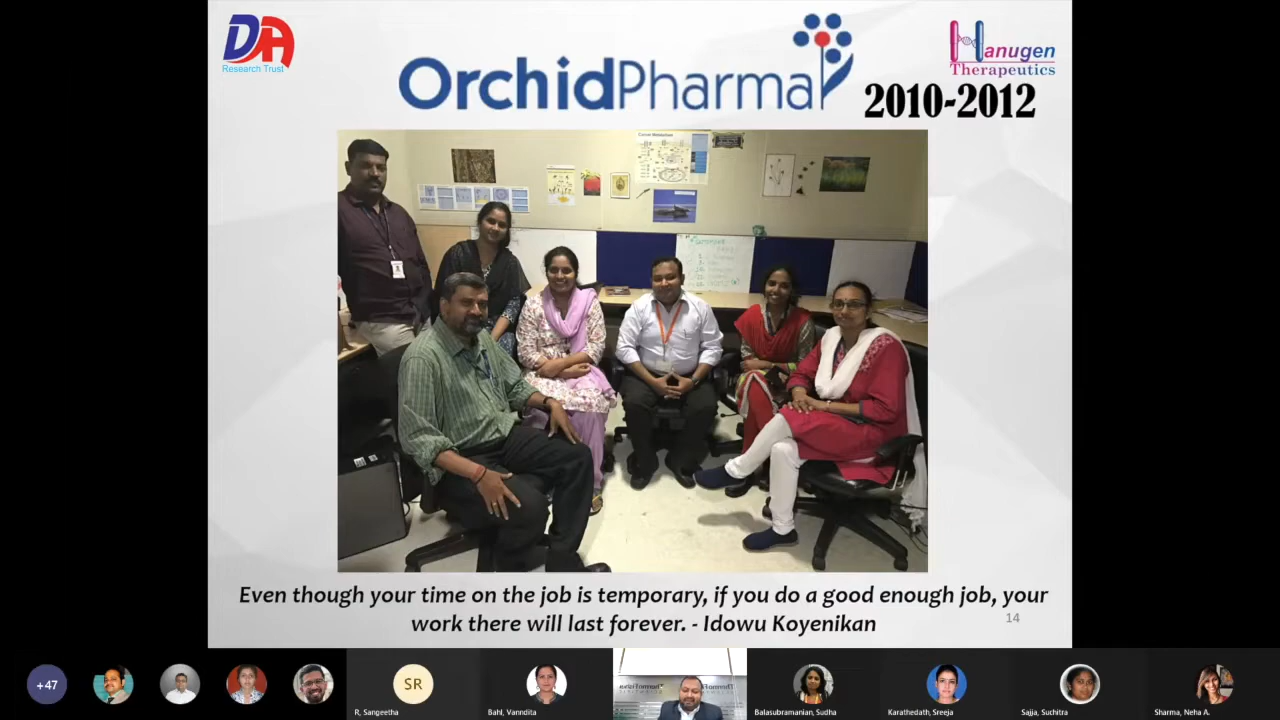 DA
Research Trust
OrchidPharma
Hanugen
Therapeutics
2010-2012
Even though your time on the job is temporary, if you do a good enough job, your
work there will last forever. - Idowu Koyenikan
14
+47
SR
R, Sangeetha
Bahl, Vanndita
Balasubramanian, Sudha
Karathedath, Sreeja
Sajja, Suchitra
Sharma, Neha A.